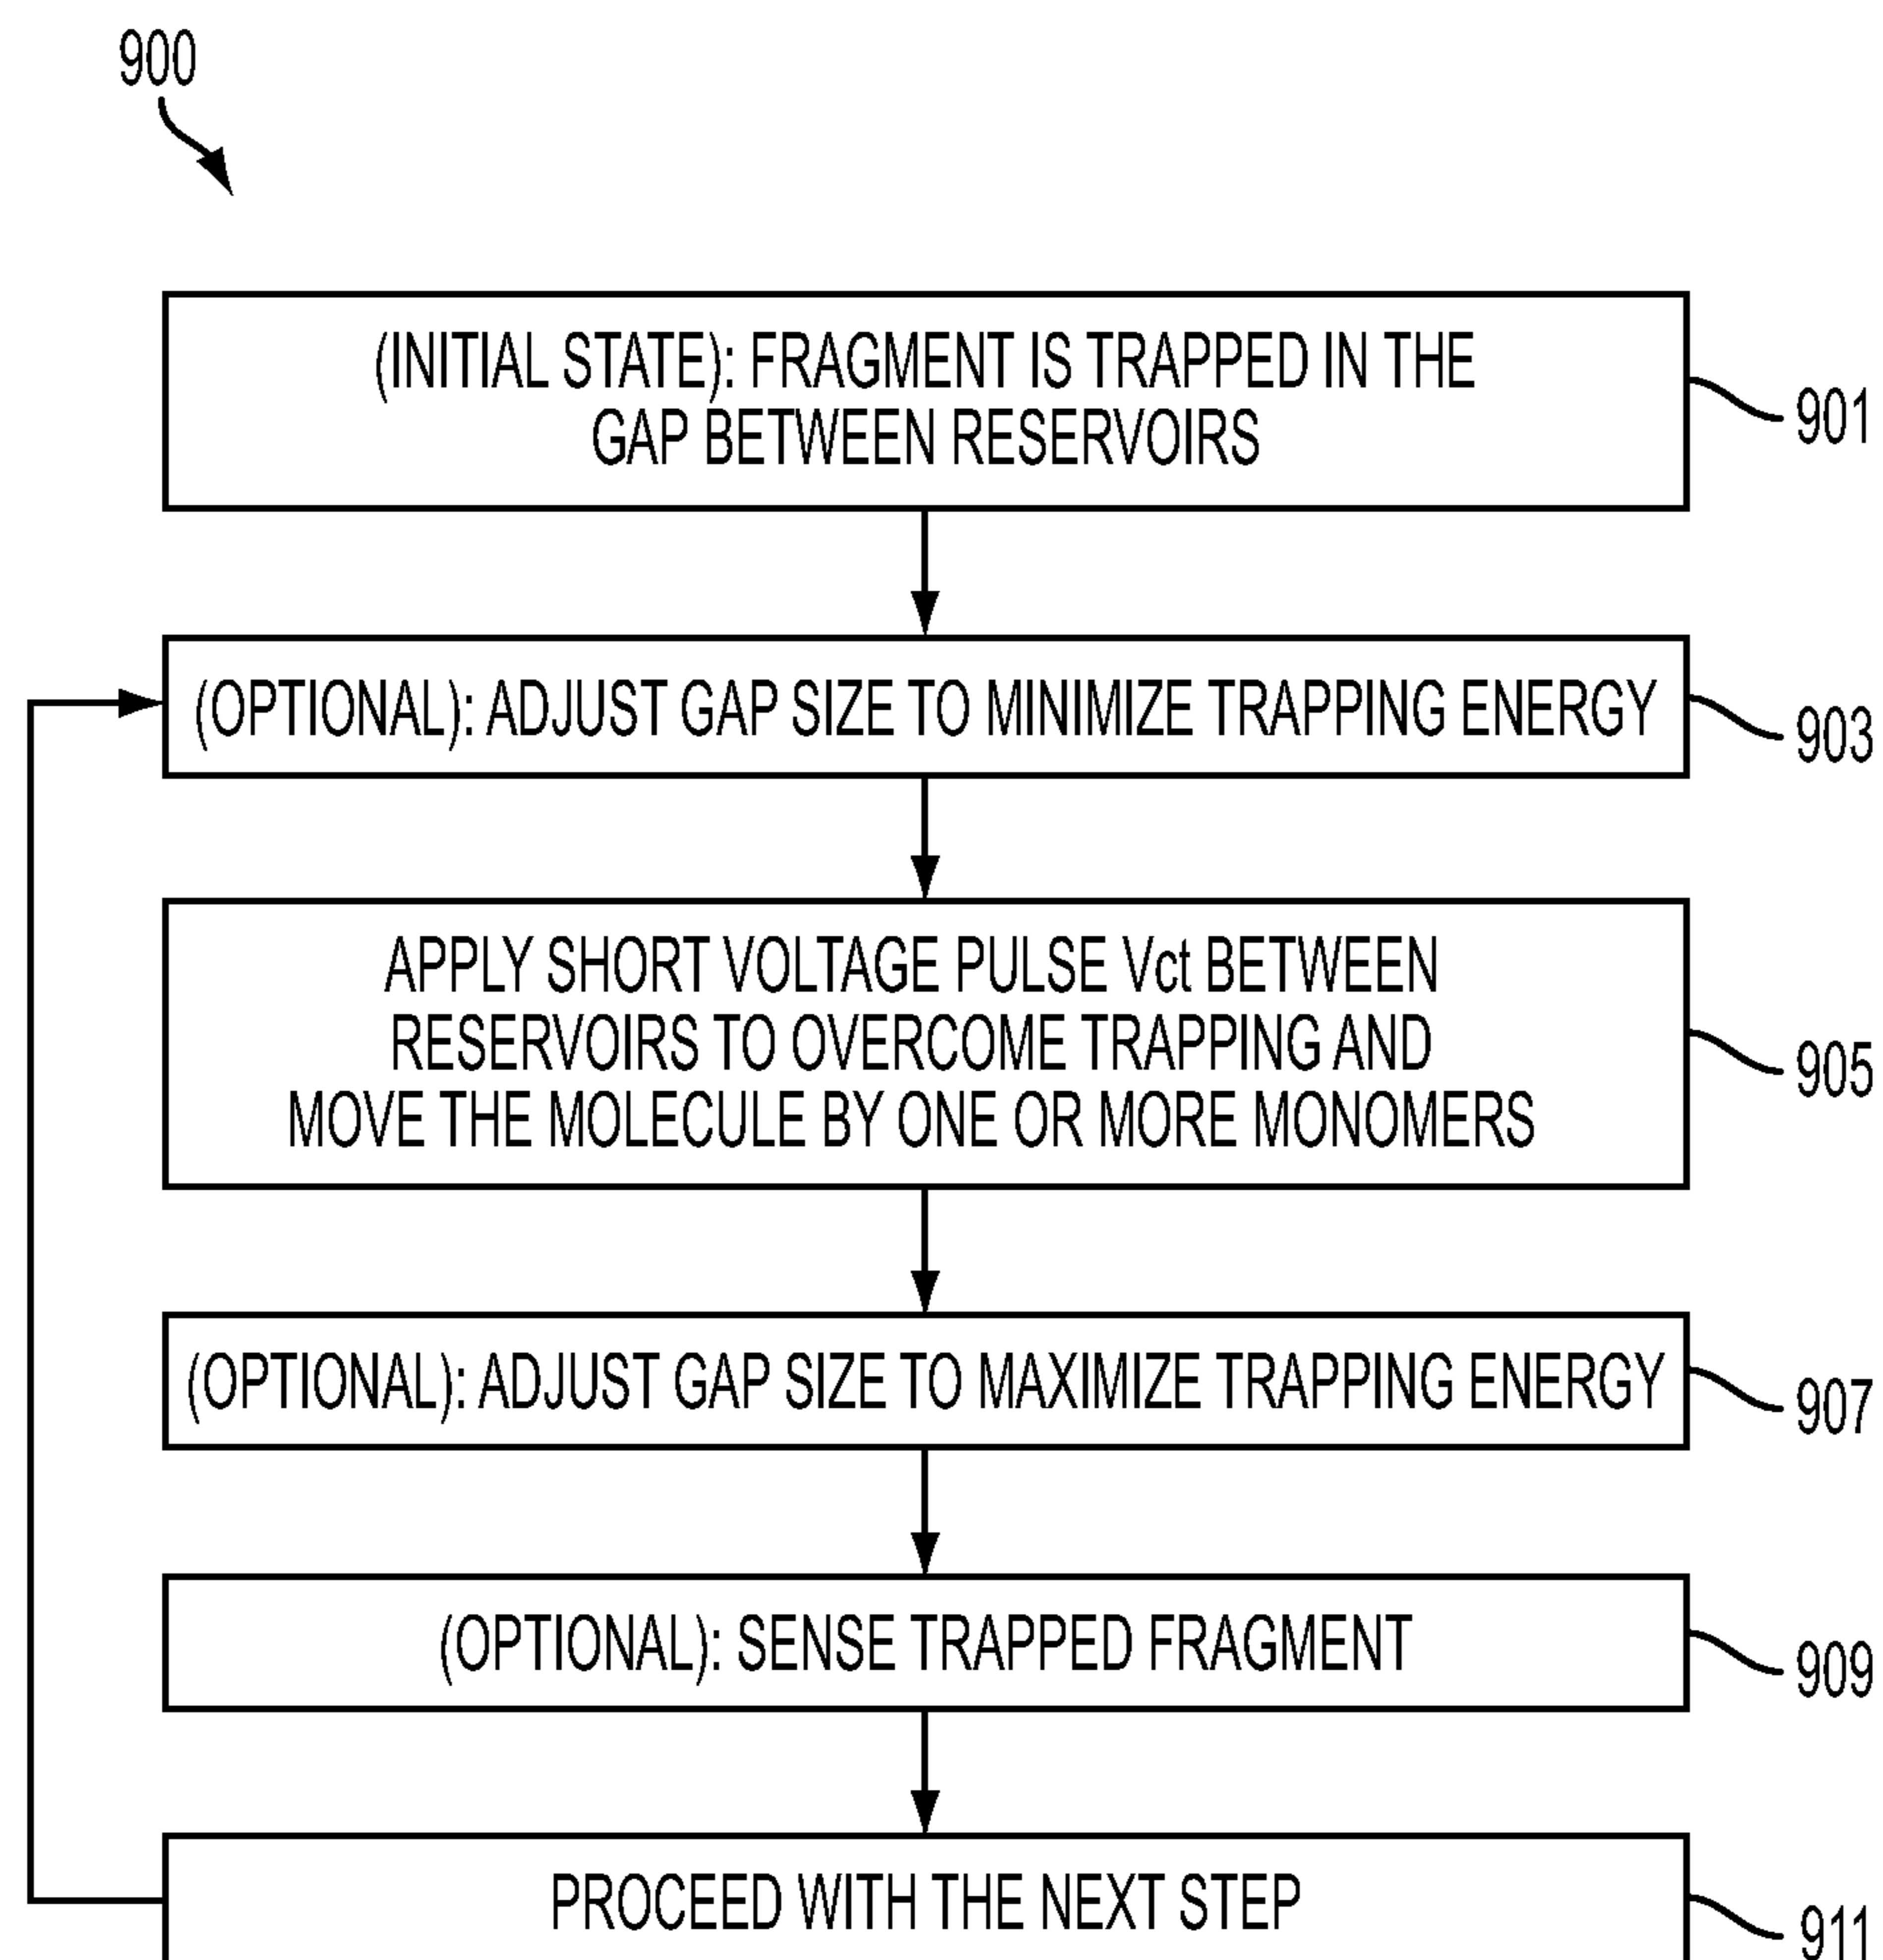 900
(INITIAL STATE): FRAGMENT IS TRAPPED IN THE
GAP BETWEEN RESERVOIRS
901
(OPTIONAL): ADJUST GAP SIZE TO MINIMIZE TRAPPING ENERGY
903
APPLY SHORT VOLTAGE PULSE Vct BETWEEN
RESERVOIRS TO OVERCOME TRAPPING AND
MOVE THE MOLECULE BY ONE OR MORE MONOMERS
905
(OPTIONAL): ADJUST GAP SIZE TO MAXIMIZE TRAPPING ENERGY
907
(OPTIONAL): SENSE TRAPPED FRAGMENT
909
PROCEED WITH THE NEXT STEP
911